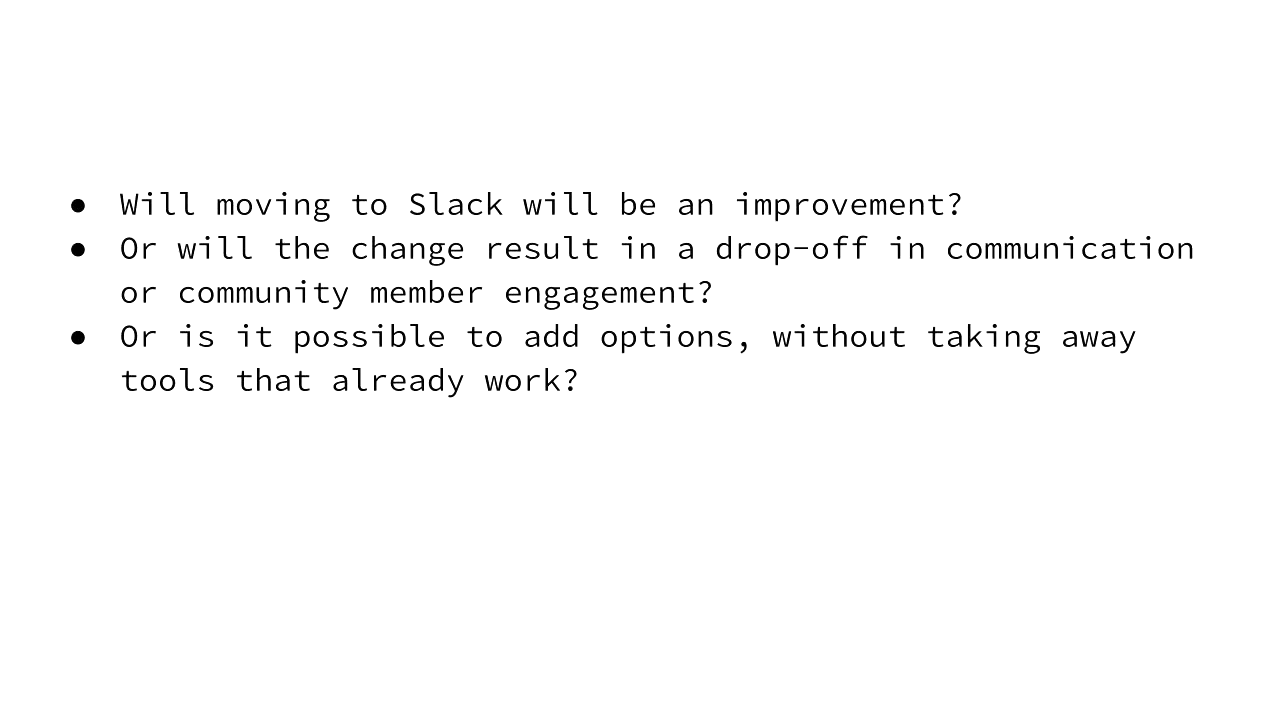 ● Will moving to Slack will be an improvement?
● Or will the change result in a drop-off in communication
or community member engagement?
● Or is it possible to add options, without taking away
tools that already work?